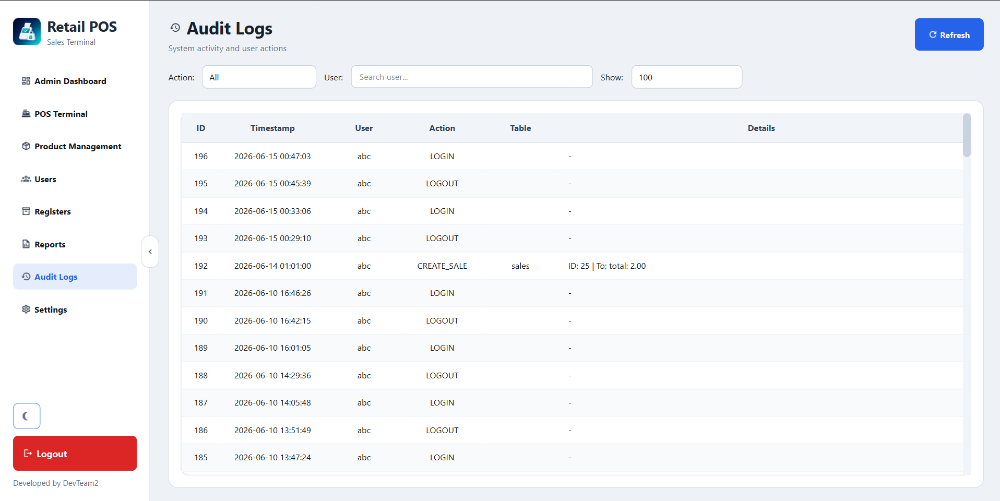 Retail POS
Sales Terminal
Admin Dashboard
POS Terminal
Product Management
Users
Registers
Reports
Audit Logs
Settings
Logout
Developed by DevTeam2
Audit Logs
System activity and user actions
Refresh
Action: All User: Search user... Show: 100
ID Timestamp User Action Table Details
196 2026-06-15 00:47:03 abc LOGIN -
195 2026-06-15 00:45:39 abc LOGOUT -
194 2026-06-15 00:33:06 abc LOGIN -
193 2026-06-15 00:29:10 abc LOGOUT -
192 2026-06-14 01:01:00 abc CREATE_SALE sales ID: 25 | To: total: 2.00
191 2026-06-10 16:46:26 abc LOGIN -
190 2026-06-10 16:42:15 abc LOGOUT -
189 2026-06-10 16:01:05 abc LOGIN -
188 2026-06-10 14:29:36 abc LOGOUT -
187 2026-06-10 14:05:48 abc LOGIN -
186 2026-06-10 13:51:49 abc LOGOUT -
185 2026-06-10 13:47:24 abc LOGIN -